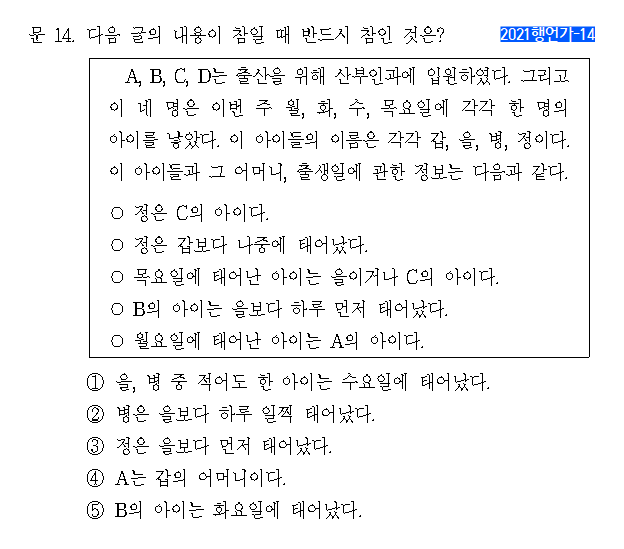 문 14. 다음 글의 내용이 참일 때 반드시 참인 것은? 2021행언가-14
A, B, C, D는 출산을 위해 산부인과에 입원하였다. 그리고
이 네 명은 이번 주 월, 화, 수, 목요일에 각각 한 명의
아이를 낳았다. 이 아이들의 이름은 각각 갑, 을, 병, 정이다.
이 아이들과 그 어머니, 출생일에 관한 정보는 다음과 같다.
○ 정은 C의 아이다.
○ 정은 갑보다 나중에 태어났다.
○ 목요일에 태어난 아이는 을이거나 C의 아이다.
○ B의 아이는 을보다 하루 먼저 태어났다.
○ 월요일에 태어난 아이는 A의 아이다.
① 을, 병 중 적어도 한 아이는 수요일에 태어났다.
② 병은 을보다 하루 일찍 태어났다.
③ 정은 을보다 먼저 태어났다.
④ A는 갑의 어머니이다.
⑤ B의 아이는 화요일에 태어났다.